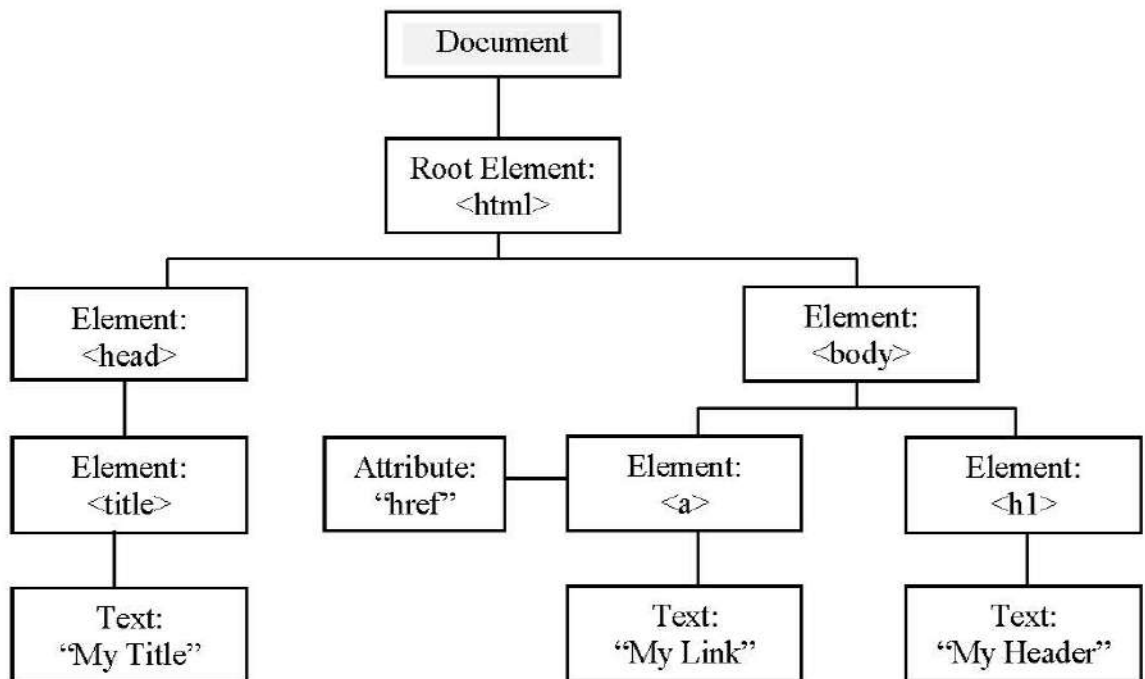 Document
Root Element:
<html>
Element:
<head>
Element:
<body>
Element:
<title>
Attribute:
“href”
Element:
<a>
Element:
<h1>
Text:
“My Title”
Text:
“My Link”
Text:
“My Header”